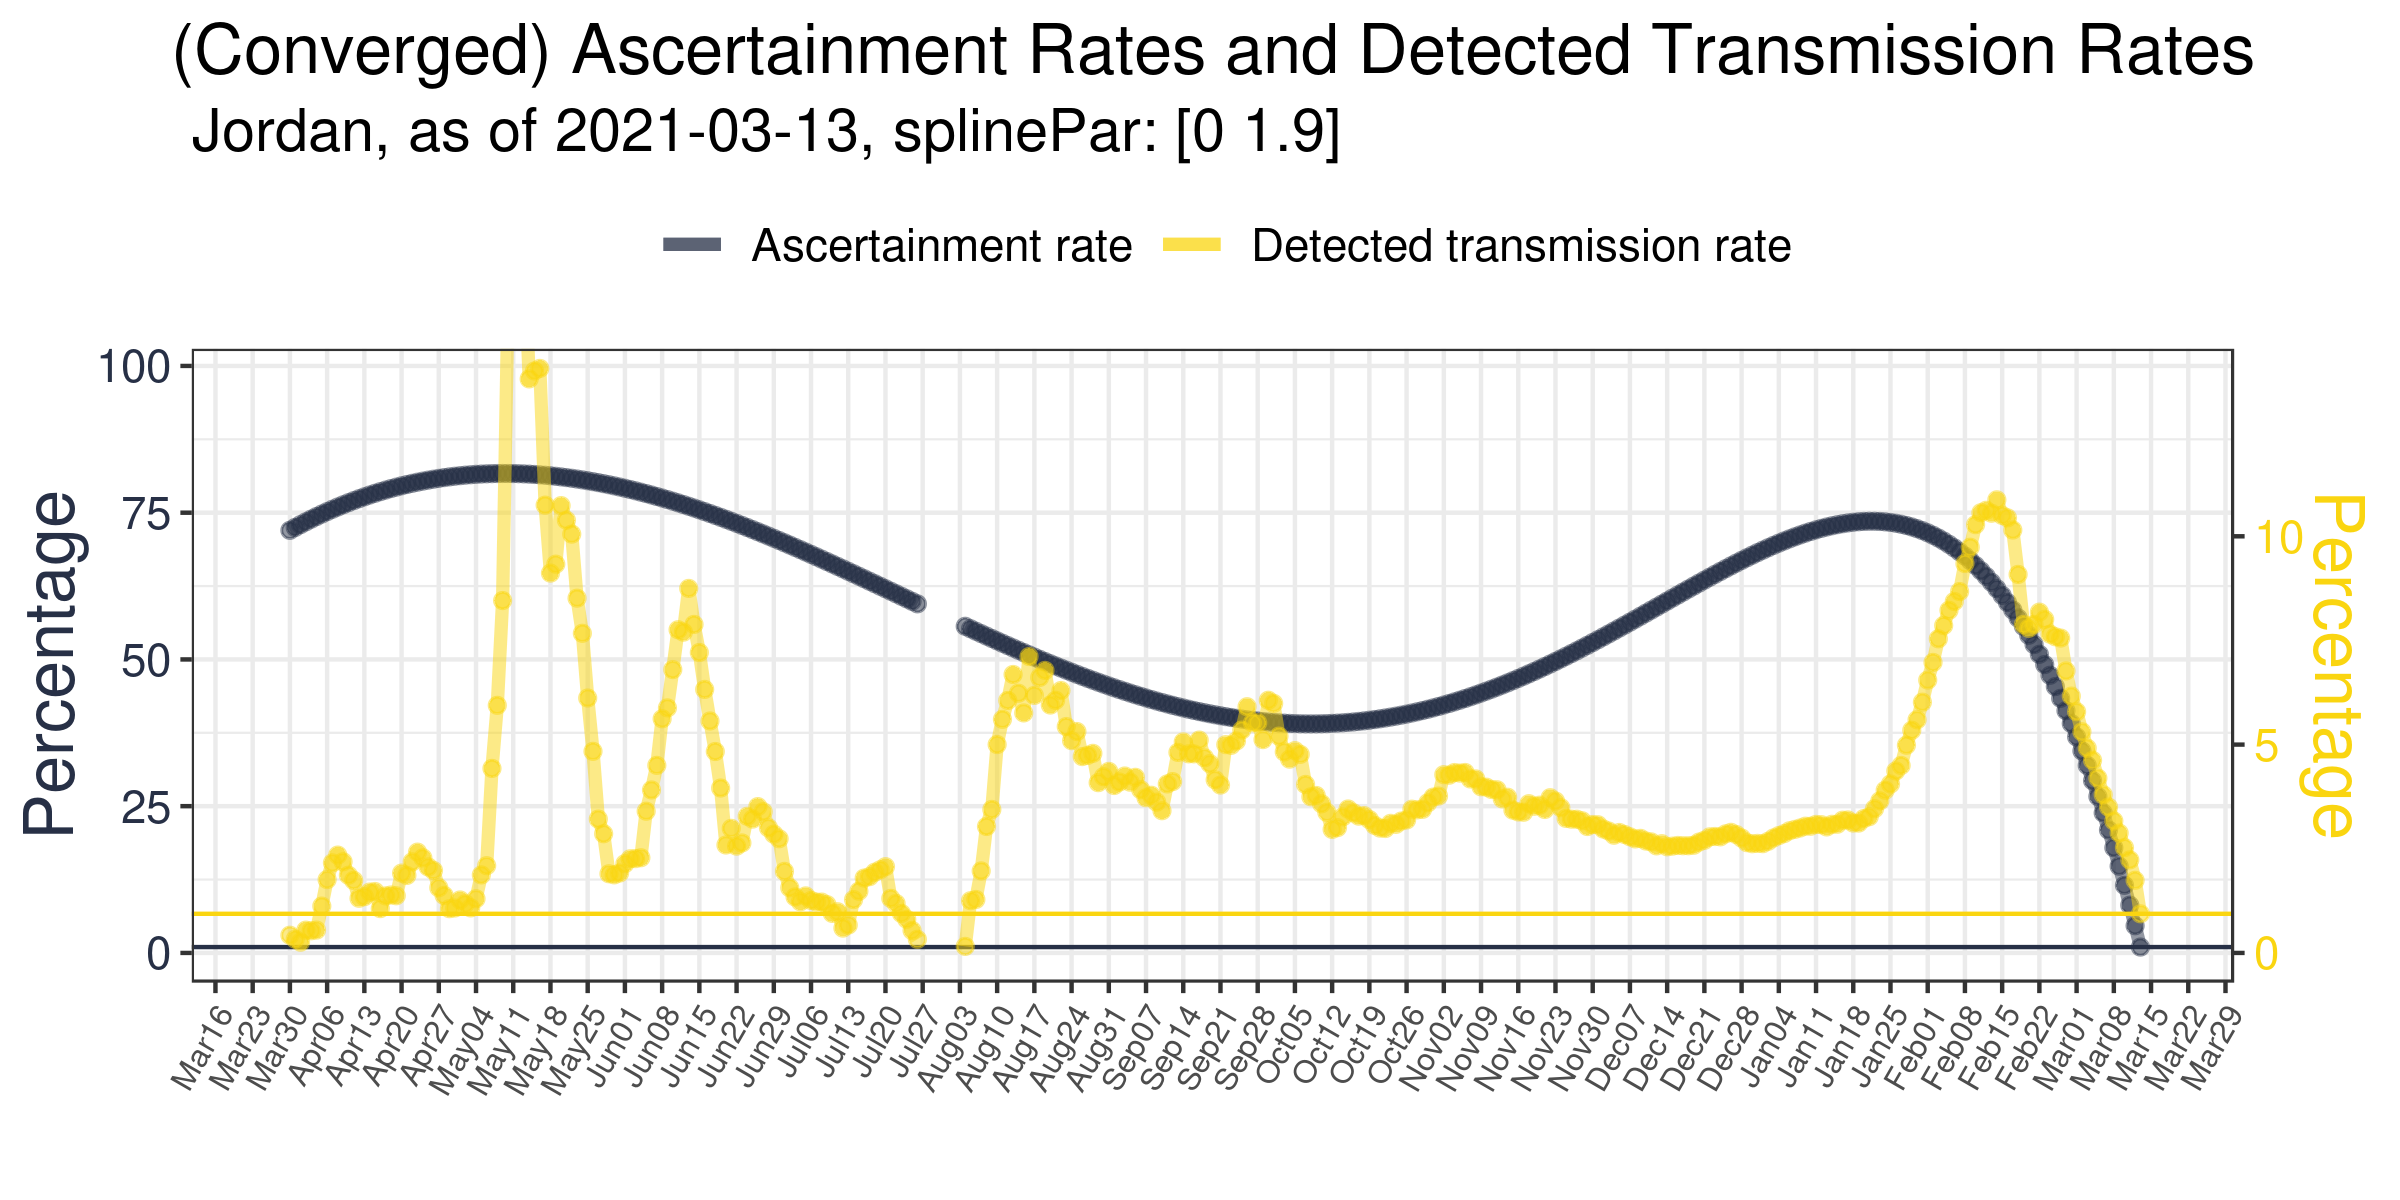 (Converged) Ascertainment Rates and Detected Transmission Rates
Jordan, as of 2021-03-13, splinePar: [0 1.9]
Ascertainment rate Detected transmission rate
Percentage
100
75
50
25
0
10
5
0
Percentage
Mar16 Mar23 Mar30 Apr06 Apr13 Apr20 Apr27 May04 May11 May18 May25 Jun01 Jun08 Jun15 Jun22 Jun29 Jul06 Jul13 Jul20 Jul27 Aug03 Aug10 Aug17 Aug24 Aug31 Sep07 Sep14 Sep21 Sep28 Oct05 Oct12 Oct19 Oct26 Nov02 Nov09 Nov16 Nov23 Nov30 Dec07 Dec14 Dec21 Dec28 Jan04 Jan11 Jan18 Jan25 Feb01 Feb08 Feb15 Feb22 Mar01 Mar08 Mar15 Mar22 Mar29